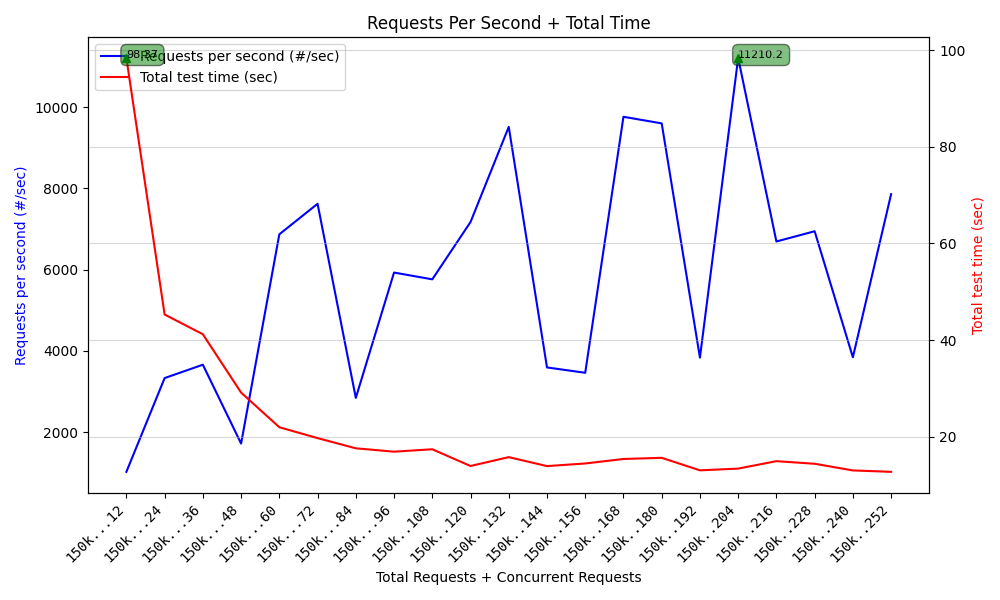 Requests Per Second + Total Time
98.37
Requests per second (#/sec)
Total test time (sec)
11210.2
10000
8000
6000
4000
2000
Requests per second (#/sec)
100
80
60
40
20
Total test time (sec)
150k...12
150k...24
150k...36
150k...48
150k...60
150k...72
150k...84
150k...96
150k..108
150k..120
150k..132
150k..144
150k..156
150k..168
150k..180
150k..192
150k..204
150k..216
150k..228
150k..240
150k..252
Total Requests + Concurrent Requests